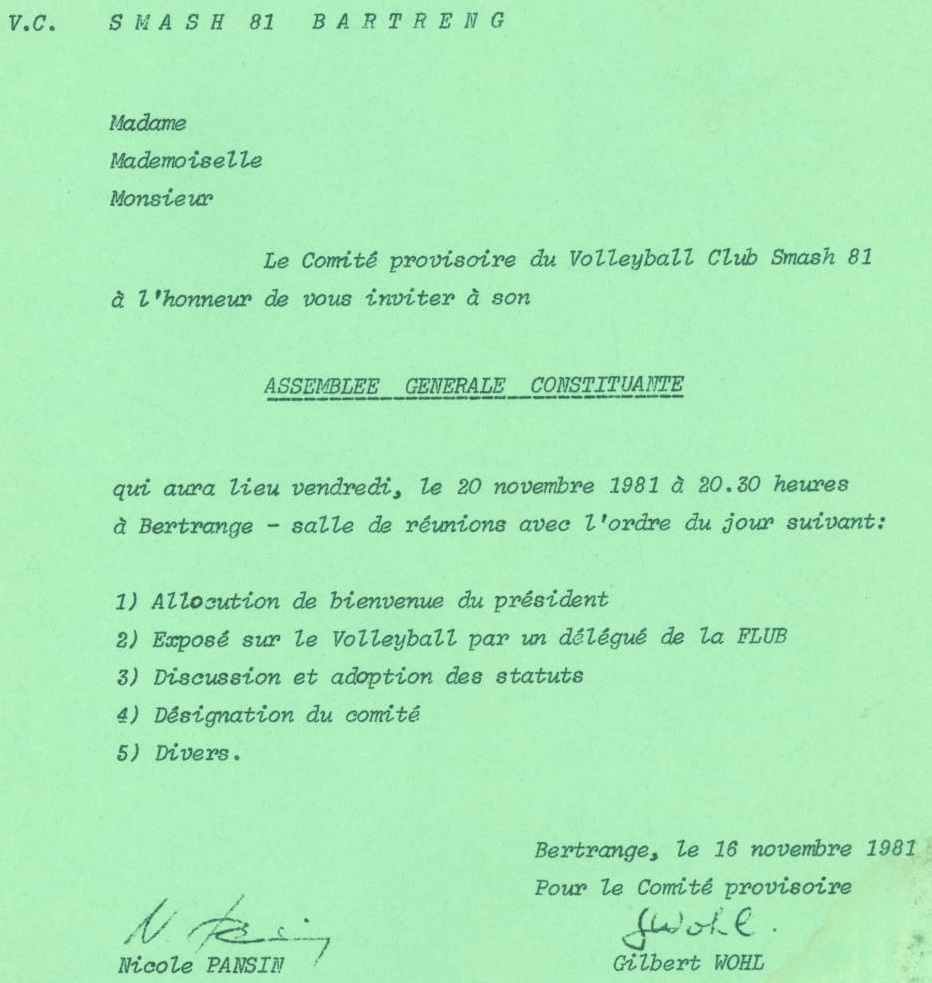 V.C. SMASH 81 BARTRENG
Madame
Mademoiselle
Monsieur
Le Comité provisoire du Volleyball Club Smash 81
à l'honneur de vous inviter à son
ASSEMBLEE GENERALE CONSTITUANTE
qui aura lieu vendredi, le 20 novembre 1981 à 20.30 heures
à Bertrange - salle de réunions avec l'ordre du jour suivant:
1) Allocution de bienvenue du président
2) Exposé sur le Volleyball par un délégué de la FLUB
3) Discussion et adoption des statuts
4) Désignation du comité
5) Divers.
Bertrange, le 16 novembre 1981
Pour le Comité provisoire
GWohl.
Nicole PANSIN Gilbert WOHL